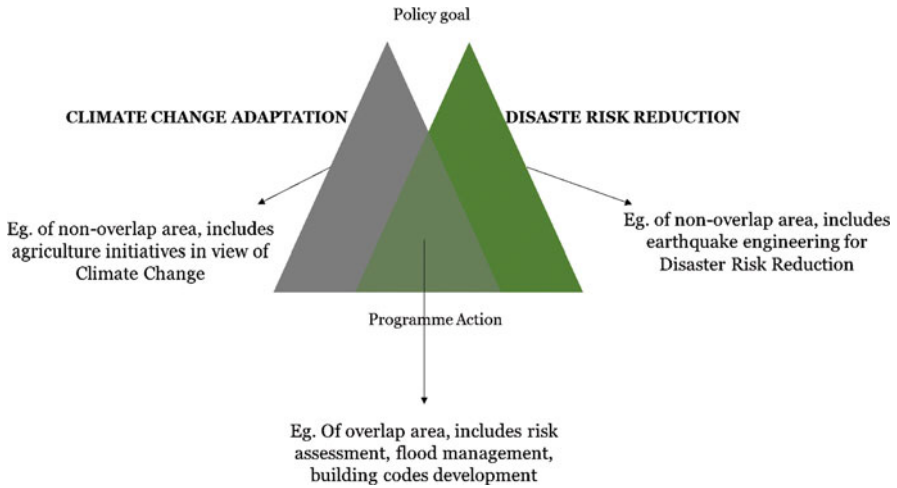 Policy goal
CLIMATE CHANGE ADAPTATION
DISASTE RISK REDUCTION
Eg. of non-overlap area, includes
agriculture initiatives in view of
Climate Change
Eg. of non-overlap area, includes
earthquake engineering for
Disaster Risk Reduction
Programme Action
Eg. Of overlap area, includes risk
assessment, flood management,
building codes development